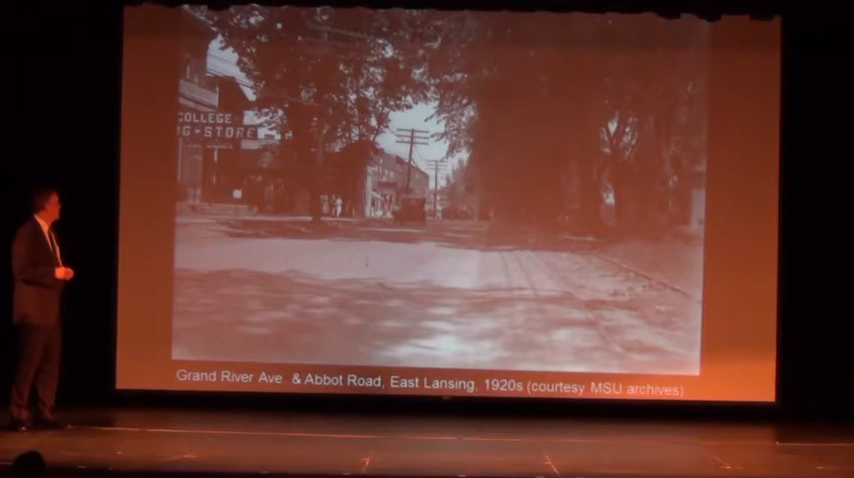 COLLEGE
G-STORE
Grand River Ave. & Abbot Road, East Lansing, 1920s (courtesy MSU archives)